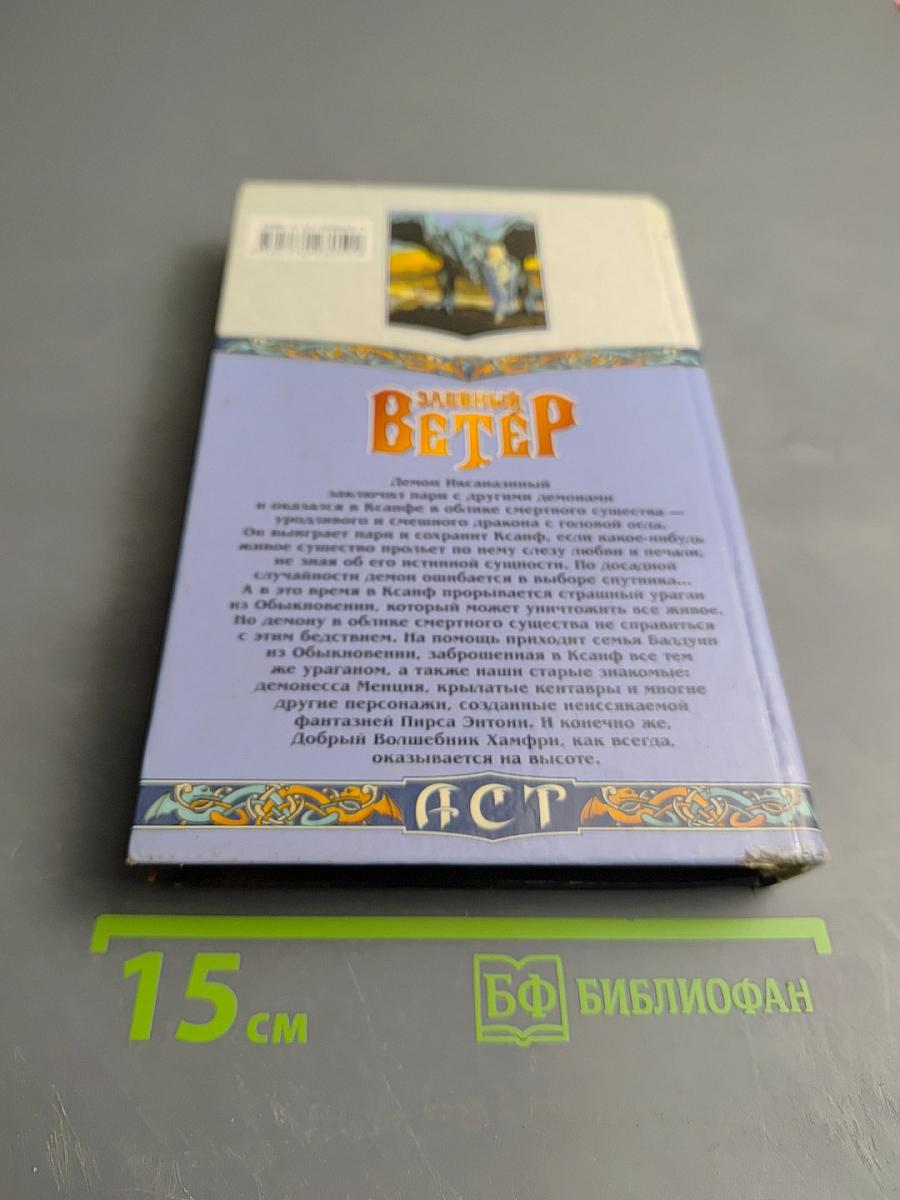 ЗЛОБНЫЙ
ВЕТЕР
Демон Иксаназинный
заключил пари с другими демонами
и оказался в Ксанфе в облике смертного существа —
уродливого и смешного дракона с головой осла.
Он выиграет пари и сохранит Ксанф, если какое-нибудь
живое существо прольет по нему слезу любви и печали,
не зная об его истинной сущности. По досадной
случайности демон ошибается в выборе спутника...
А в это время в Ксанф прорывается страшный ураган
из Обыкновении, который может уничтожить все живое.
Но демону в облике смертного существа не справиться
с этим бедствием. На помощь приходит семья Балдуин
из Обыкновении, заброшенная в Ксанф все тем
же ураганом, а также наши старые знакомые:
демонесса Менция, крылатые кентавры и многие
другие персонажи, созданные неиссякаемой
фантазией Пирса Энтони. И конечно же,
Добрый Волшебник Хамфри, как всегда,
оказывается на высоте.
АСТ
15 см
БФ БИБЛИОФАН